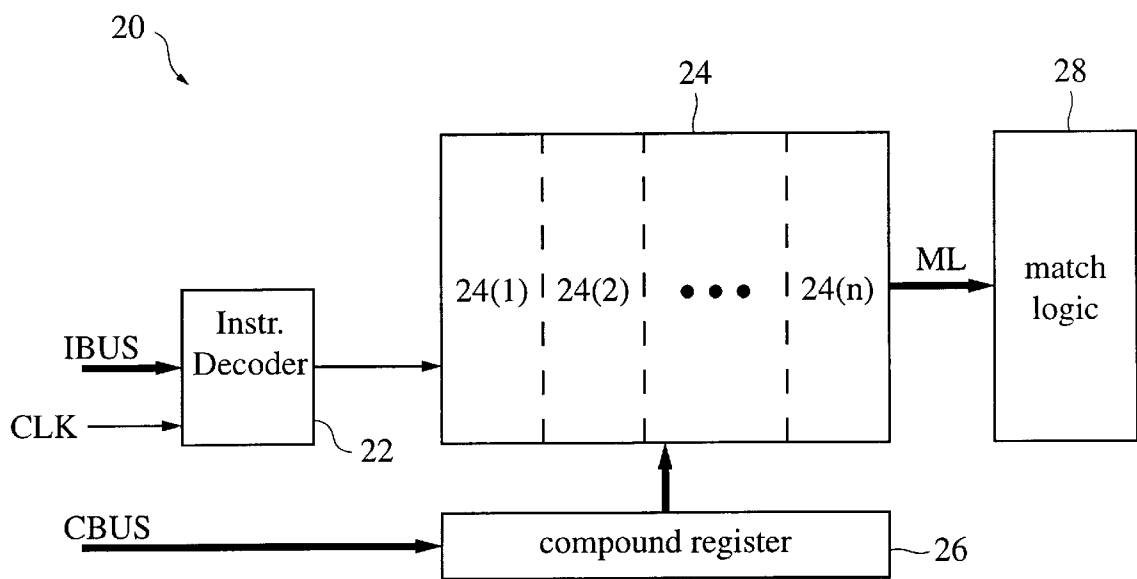 20
24
28
24(1) 24(2) ••• 24(n)
ML
match
logic
Instr.
Decoder
IBUS
CLK
22
CBUS
compound register
26